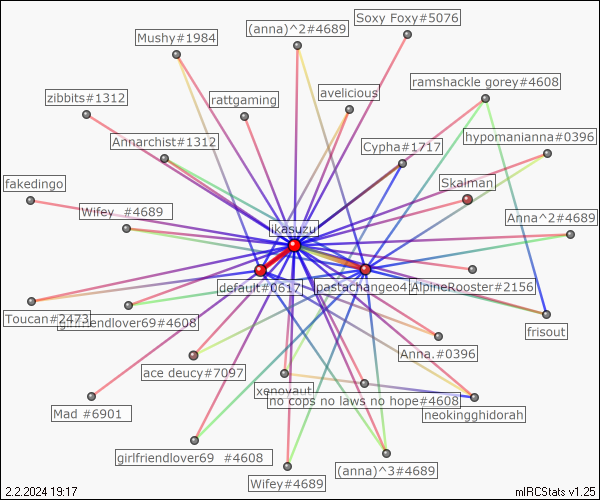 Soxy Foxy#5076
(anna)^2#4689
Mushy#1984
ramshackle gorey#4608
avelicious
zibbits#1312
rattgaming
hypomanianna#0396
Annarchist#1312
Cypha#1717
fakedingo
Skalman
Wifey  #4689
Anna^2#4689
ikasuzu
default#0617
pastachangeo4
AlpineRooster#2156
Toucan#2473
girlfriendlover69#4608
frisout
Anna.#0396
ace deucy#7097
xenovaut
no cops no laws no hope#4608
Mad #6901
neokingghidorah
girlfriendlover69  #4608
(anna)^3#4689
Wifey#4689
2.2.2024 19:17
mIRCStats v1.25